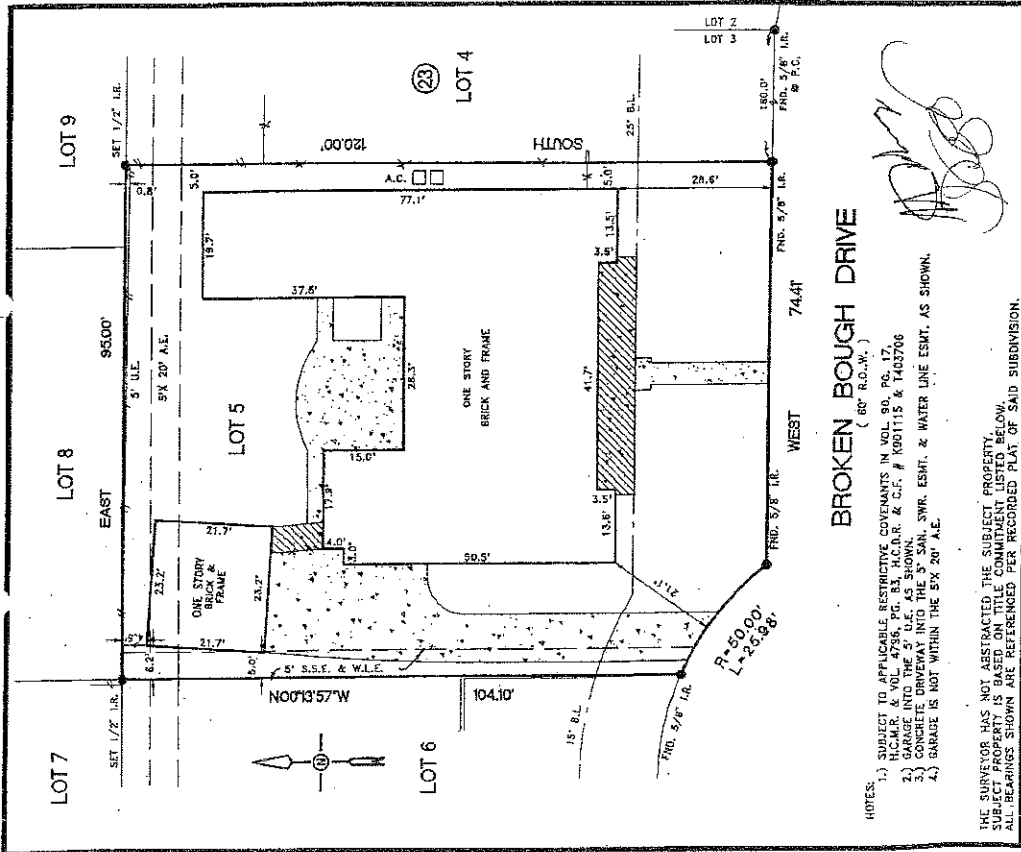 LOT 7
LOT 8
LOT 9
SET 1/2" I.R.
EAST
95.00'
SET 1/2" I.R.
5' U.E.
5'X 20' A.E.
0.8'
5.0'
6.2'
23.2'
21.7'
ONE STORY
BRICK &
FRAME
21.7'
23.2'
5.0'
LOT 5
19.7'
37.6'
A.C.
77.1'
120.00'
SOUTH
23
LOT 4
4.0'
3.0'
17.9'
15.0'
28.3'
5' S.S.E. & W.L.E.
N00°13'57"W
104.10'
LOT 6
N
50.5'
ONE STORY
BRICK AND FRAME
41.7'
3.5'
13.6'
13.5'
5.0'
25' B.L.
28.6'
21.1'
15' B.L.
R=50.00'
L=25.98'
FND. 5/8" I.R.
FND. 5/8" I.R.
WEST
74.41'
FND. 5/8" I.R.
180.0'
FND. 5/8" I.R.
@ P.C.
LOT 2
LOT 3
BROKEN BOUGH DRIVE
( 60' R.O.W. )
NOTES:
1.) SUBJECT TO APPLICABLE RESTRICTIVE COVENANTS IN VOL. 90, PG. 17,
H.C.M.R. & VOL. 4736, PG. 83, H.C.D.R. & C.F. # K901115 & T403706
2.) GARAGE INTO THE 5' U.E. AS SHOWN.
3.) CONCRETE DRIVEWAY INTO THE 5' SAN. SWR. ESMT. & WATER LINE ESMT. AS SHOWN.
4.) GARAGE IS NOT WITHIN THE 5'X 20' A.E.
THE SURVEYOR HAS NOT ABSTRACTED THE SUBJECT PROPERTY.
SUBJECT PROPERTY IS BASED ON TITLE COMMITMENT LISTED BELOW.
ALL BEARINGS SHOWN ARE REFERENCED PER RECORDED PLAT OF SAID SUBDIVISION.